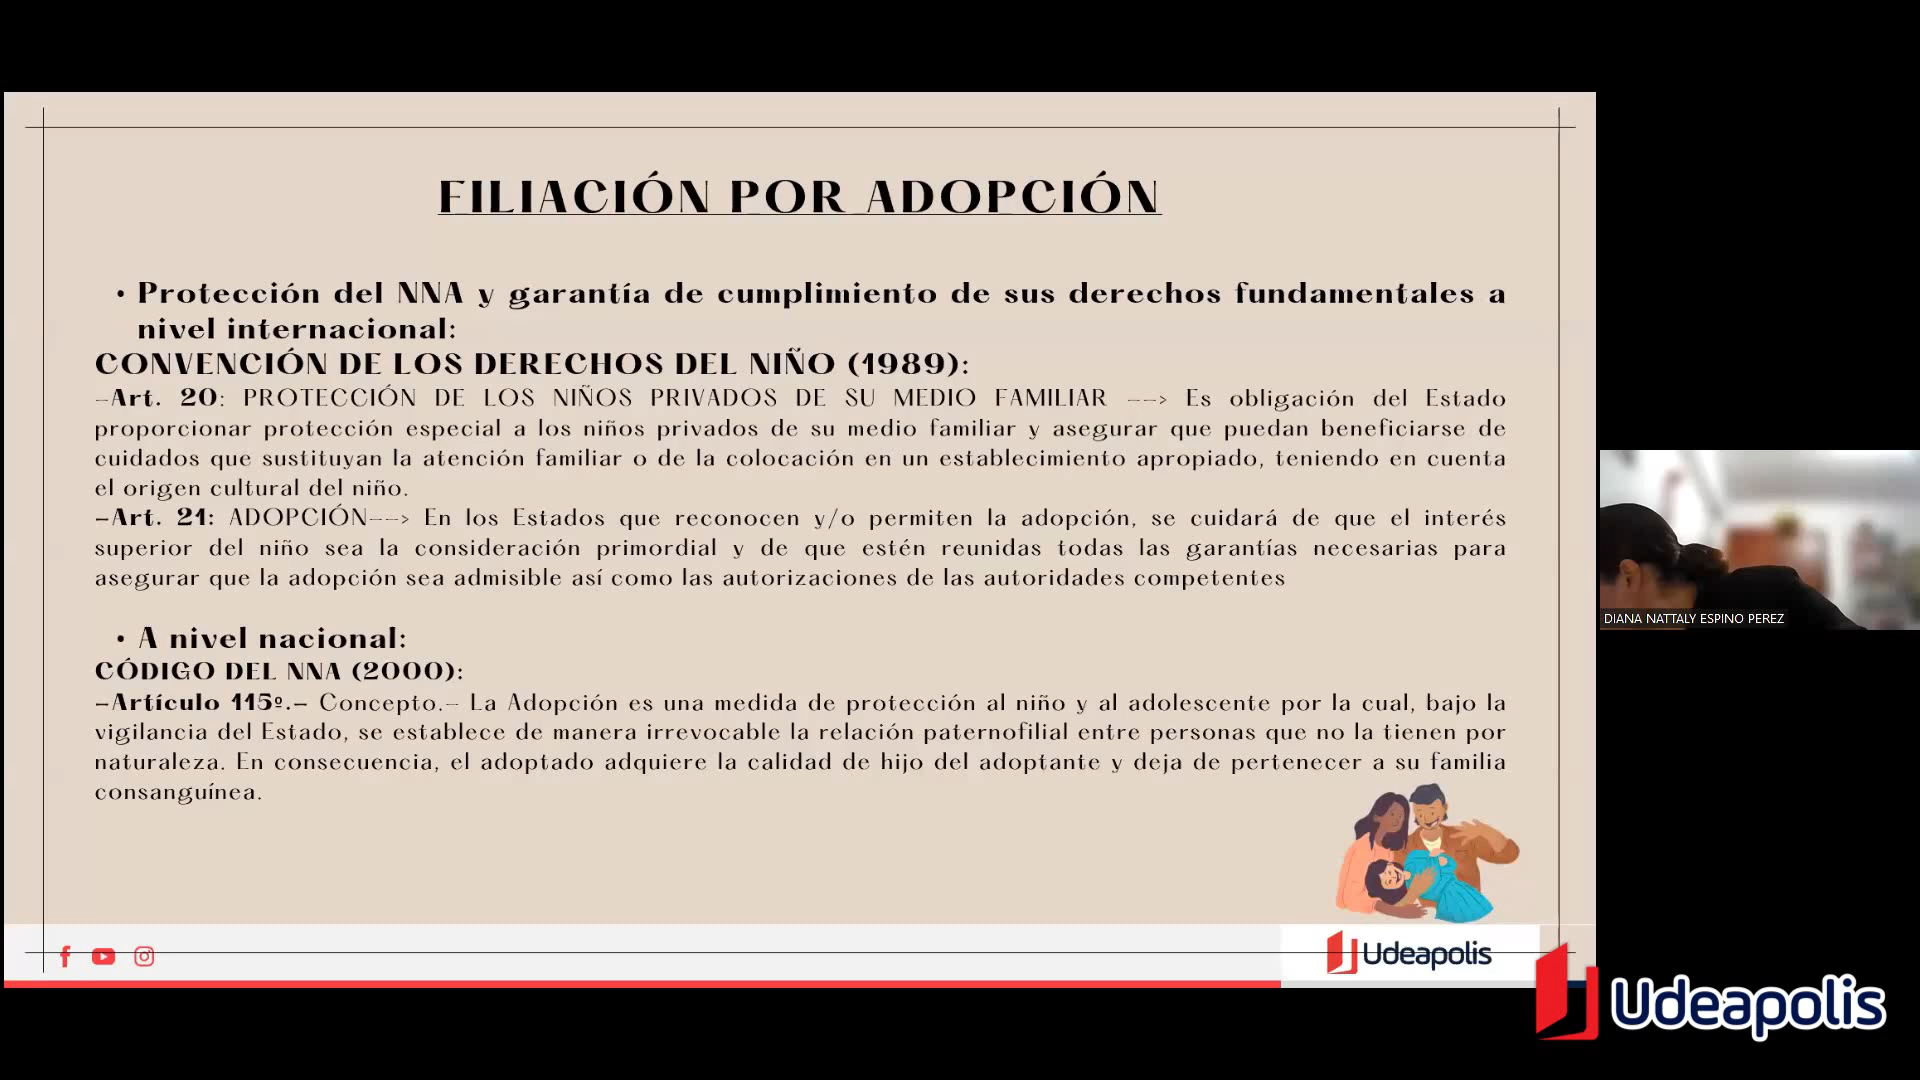 FILIACIÓN POR ADOPCIÓN
• Protección del NNA y garantía de cumplimiento de sus derechos fundamentales a
nivel internacional:
CONVENCIÓN DE LOS DERECHOS DEL NIÑO (1989):
-Art. 20: PROTECCIÓN DE LOS NIÑOS PRIVADOS DE SU MEDIO FAMILIAR --> Es obligación del Estado
proporcionar protección especial a los niños privados de su medio familiar y asegurar que puedan beneficiarse de
cuidados que sustituyan la atención familiar o de la colocación en un establecimiento apropiado, teniendo en cuenta
el origen cultural del niño.
-Art. 21: ADOPCIÓN--> En los Estados que reconocen y/o permiten la adopción, se cuidará de que el interés
superior del niño sea la consideración primordial y de que estén reunidas todas las garantías necesarias para
asegurar que la adopción sea admisible así como las autorizaciones de las autoridades competentes
• A nivel nacional:
CÓDIGO DEL NNA (2000):
-Artículo 115º.- Concepto.- La Adopción es una medida de protección al niño y al adolescente por la cual, bajo la
vigilancia del Estado, se establece de manera irrevocable la relación paternofilial entre personas que no la tienen por
naturaleza. En consecuencia, el adoptado adquiere la calidad de hijo del adoptante y deja de pertenecer a su familia
consanguínea.
DIANA NATTALY ESPINO PEREZ
Udeapolis
Udeapolis